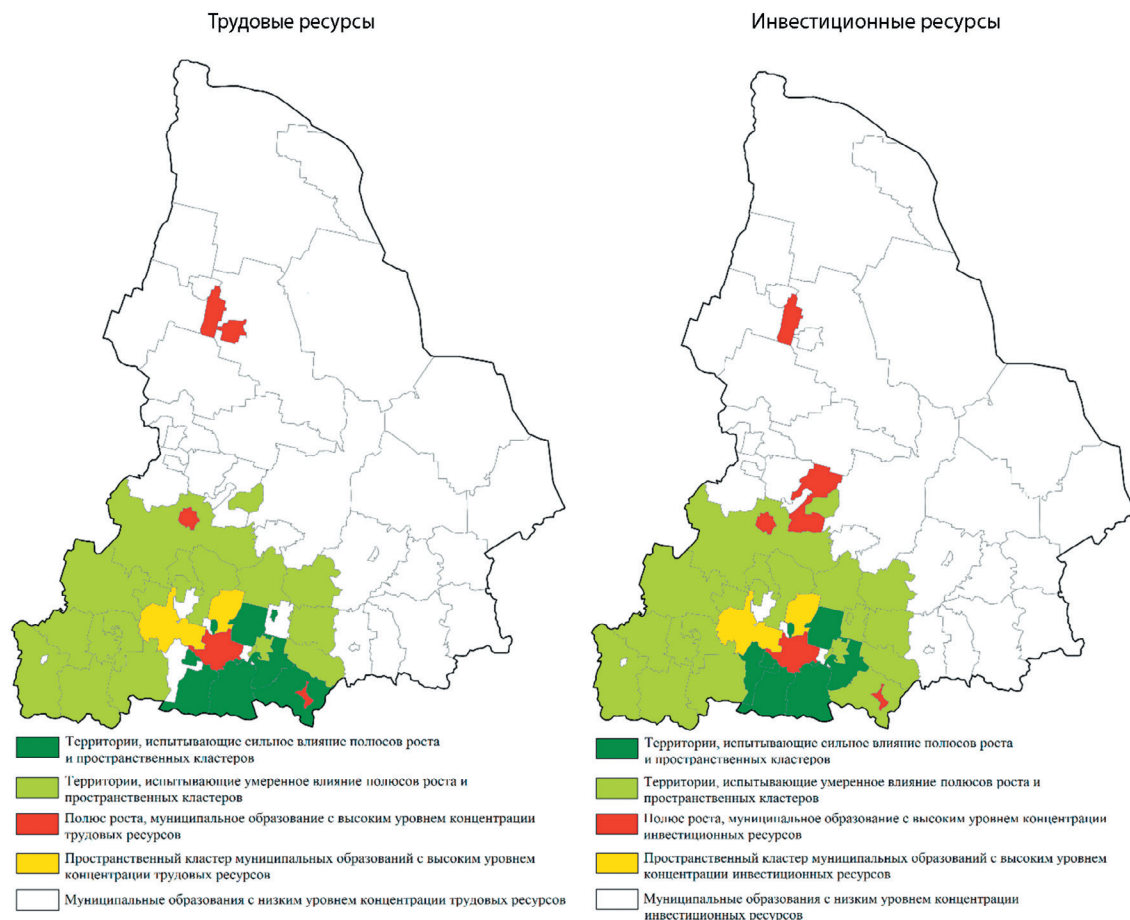 Трудовые ресурсы
Территории, испытывающие сильное влияние полюсов роста
и пространственных кластеров
Территории, испытывающие умеренное влияние полюсов роста и
пространственных кластеров
Полюс роста, муниципальное образование с высоким уровнем концентрации
трудовых ресурсов
Пространственный кластер муниципальных образований с высоким уровнем
концентрации трудовых ресурсов
Муниципальные образования с низким уровнем концентрации трудовых ресурсов
Инвестиционные ресурсы
Территории, испытывающие сильное влияние полюсов роста
и пространственных кластеров
Территории, испытывающие умеренное влияние полюсов роста и
пространственных кластеров
Полюс роста, муниципальное образование с высоким уровнем концентрации
инвестиционных ресурсов
Пространственный кластер муниципальных образований с высоким уровнем
концентрации инвестиционных ресурсов
Муниципальные образования с низким уровнем концентрации
инвестиционных ресурсов